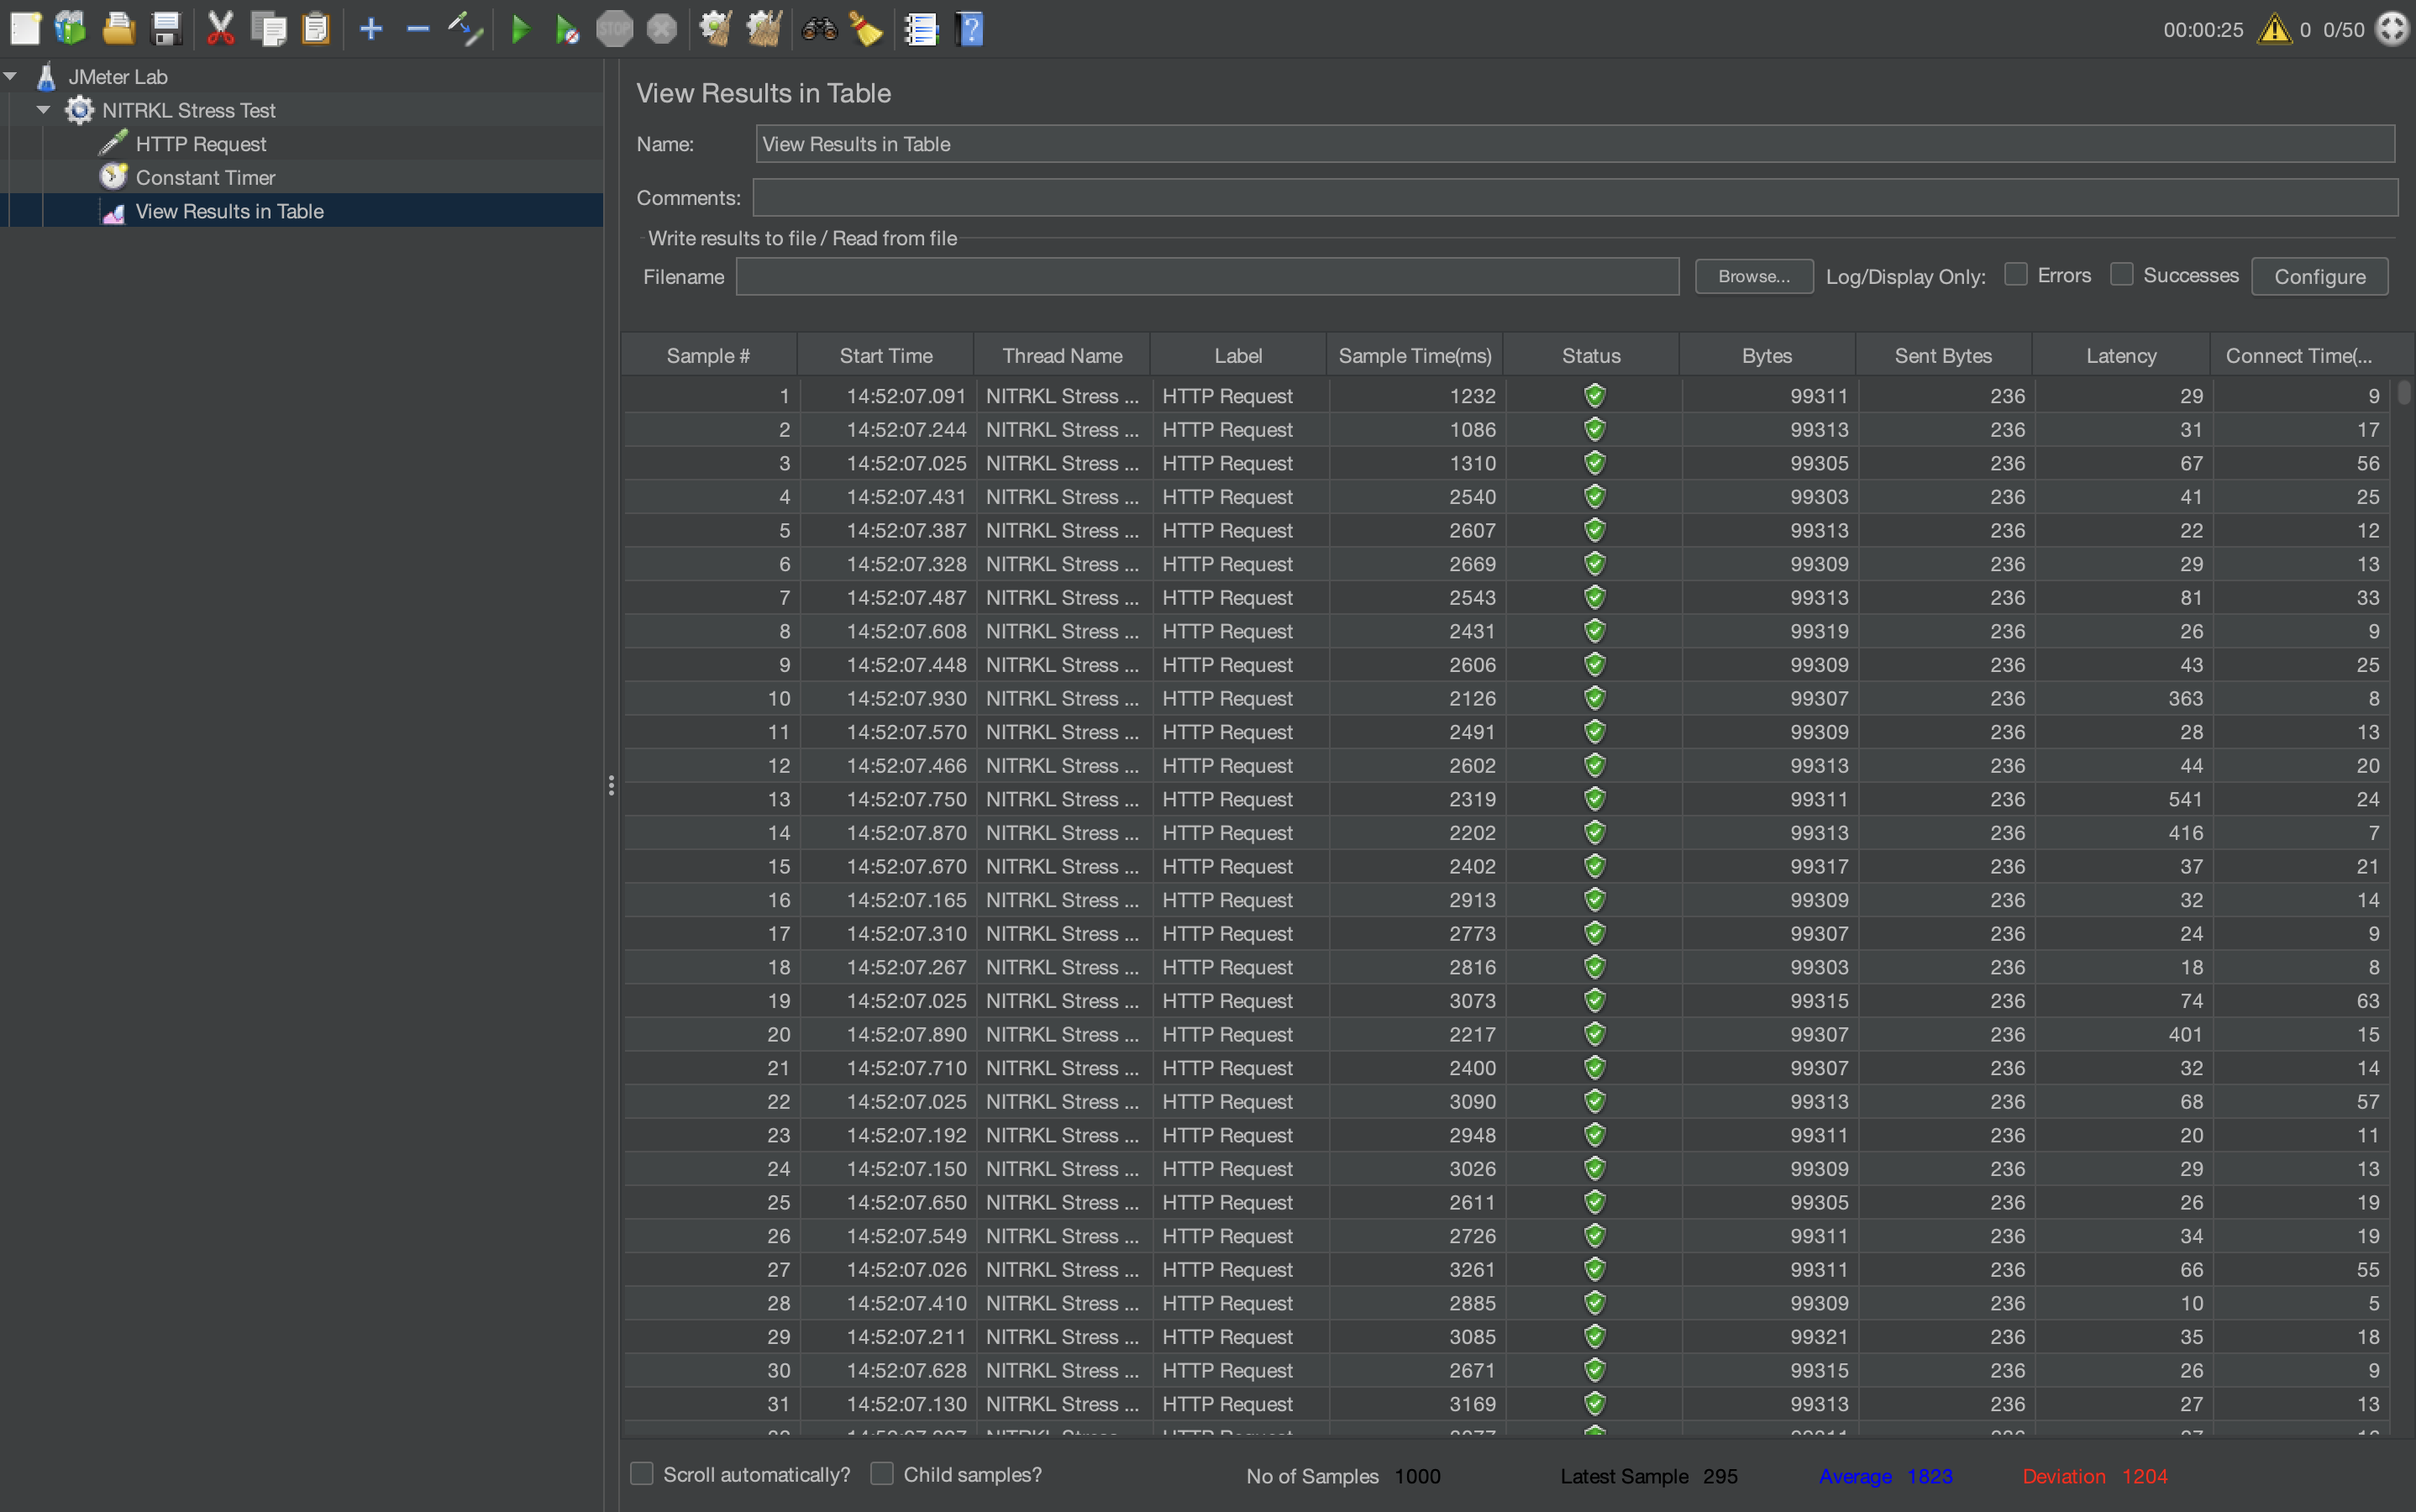 STOP
00:00:25 0 0/50
JMeter Lab
NITRKL Stress Test
HTTP Request
Constant Timer
View Results in Table
View Results in Table
Name: View Results in Table
Comments:
Write results to file / Read from file
Filename Browse... Log/Display Only: Errors Successes Configure
Sample # Start Time Thread Name Label Sample Time(ms) Status Bytes Sent Bytes Latency Connect Time(...
1 14:52:07.091 NITRKL Stress ... HTTP Request 1232 99311 236 29 9
2 14:52:07.244 NITRKL Stress ... HTTP Request 1086 99313 236 31 17
3 14:52:07.025 NITRKL Stress ... HTTP Request 1310 99305 236 67 56
4 14:52:07.431 NITRKL Stress ... HTTP Request 2540 99303 236 41 25
5 14:52:07.387 NITRKL Stress ... HTTP Request 2607 99313 236 22 12
6 14:52:07.328 NITRKL Stress ... HTTP Request 2669 99309 236 29 13
7 14:52:07.487 NITRKL Stress ... HTTP Request 2543 99313 236 81 33
8 14:52:07.608 NITRKL Stress ... HTTP Request 2431 99319 236 26 9
9 14:52:07.448 NITRKL Stress ... HTTP Request 2606 99309 236 43 25
10 14:52:07.930 NITRKL Stress ... HTTP Request 2126 99307 236 363 8
11 14:52:07.570 NITRKL Stress ... HTTP Request 2491 99309 236 28 13
12 14:52:07.466 NITRKL Stress ... HTTP Request 2602 99313 236 44 20
13 14:52:07.750 NITRKL Stress ... HTTP Request 2319 99311 236 541 24
14 14:52:07.870 NITRKL Stress ... HTTP Request 2202 99313 236 416 7
15 14:52:07.670 NITRKL Stress ... HTTP Request 2402 99317 236 37 21
16 14:52:07.165 NITRKL Stress ... HTTP Request 2913 99309 236 32 14
17 14:52:07.310 NITRKL Stress ... HTTP Request 2773 99307 236 24 9
18 14:52:07.267 NITRKL Stress ... HTTP Request 2816 99303 236 18 8
19 14:52:07.025 NITRKL Stress ... HTTP Request 3073 99315 236 74 63
20 14:52:07.890 NITRKL Stress ... HTTP Request 2217 99307 236 401 15
21 14:52:07.710 NITRKL Stress ... HTTP Request 2400 99307 236 32 14
22 14:52:07.025 NITRKL Stress ... HTTP Request 3090 99313 236 68 57
23 14:52:07.192 NITRKL Stress ... HTTP Request 2948 99311 236 20 11
24 14:52:07.150 NITRKL Stress ... HTTP Request 3026 99309 236 29 13
25 14:52:07.650 NITRKL Stress ... HTTP Request 2611 99305 236 26 19
26 14:52:07.549 NITRKL Stress ... HTTP Request 2726 99311 236 34 19
27 14:52:07.026 NITRKL Stress ... HTTP Request 3261 99311 236 66 55
28 14:52:07.410 NITRKL Stress ... HTTP Request 2885 99309 236 10 5
29 14:52:07.211 NITRKL Stress ... HTTP Request 3085 99321 236 35 18
30 14:52:07.628 NITRKL Stress ... HTTP Request 2671 99315 236 26 9
31 14:52:07.130 NITRKL Stress ... HTTP Request 3169 99313 236 27 13
Scroll automatically? Child samples? No of Samples 1000 Latest Sample 295 Average 1823 Deviation 1204